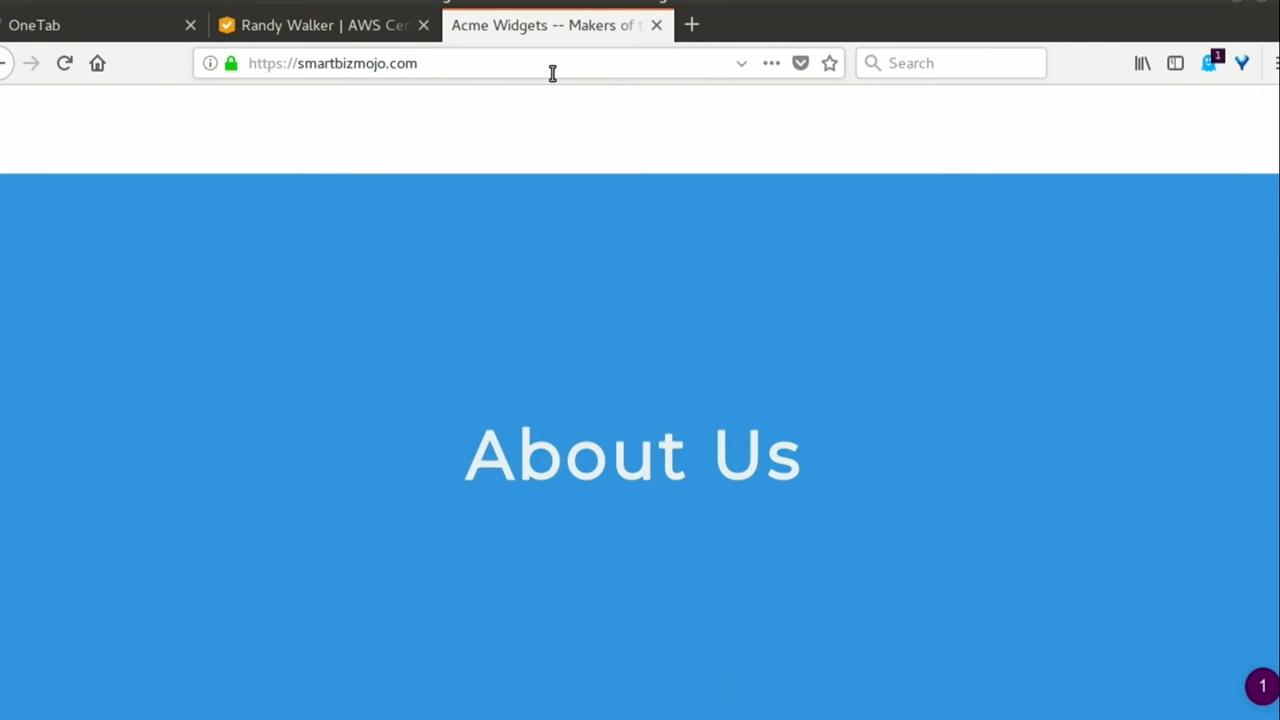 OneTab
Randy Walker | AWS Cer
Acme Widgets -- Makers of t
https://smartbizmojo.com
Search
1
About Us
1